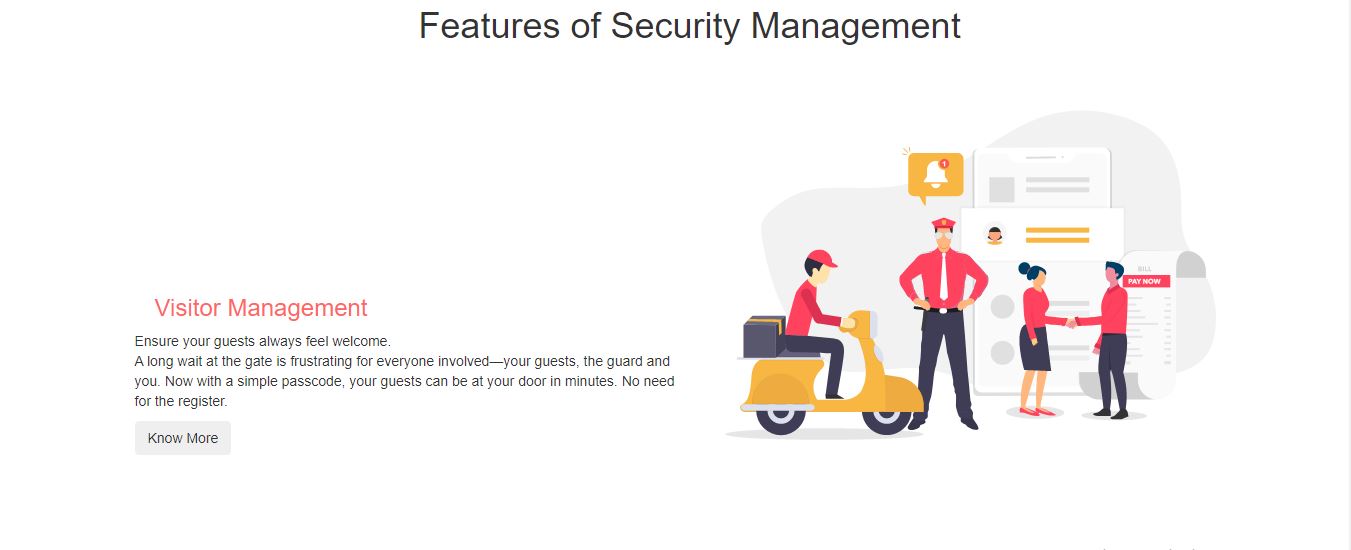 Features of Security Management
1
BILL
PAY NOW
Visitor Management
Ensure your guests always feel welcome.
A long wait at the gate is frustrating for everyone involved—your guests, the guard and
you. Now with a simple passcode, your guests can be at your door in minutes. No need
for the register.
Know More